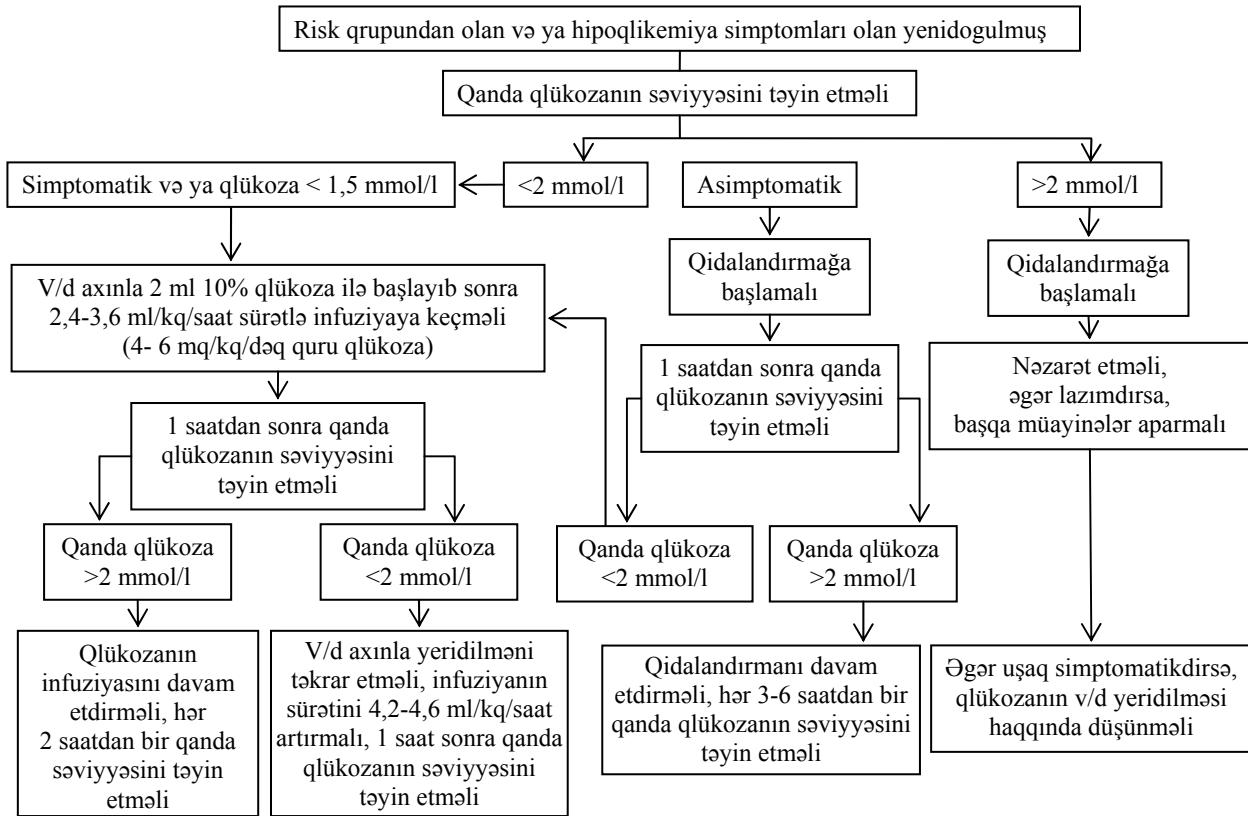 Risk qrupundan olan və ya hipoqlikemiya simptomları olan yenidogulmuş
Qanda qlükozanın səviyyəsini təyin etməli
Simptomatik və ya qlükoza < 1,5 mmol/l
<2 mmol/l
Asimptomatik
>2 mmol/l
V/d axınla 2 ml 10% qlükoza ilə başlayıb sonra
2,4-3,6 ml/kq/saat sürətlə infuziyaya keçməli
(4- 6 mq/kq/dəq quru qlükoza)
Qidalandırmağa
başlamalı
Qidalandırmağa
başlamalı
1 saatdan sonra qanda
qlükozanın səviyyəsini
təyin etməli
Nəzarət etməli,
əgər lazımdırsa,
başqa müayinələr aparmalı
1 saatdan sonra qanda
qlükozanın səviyyəsini
təyin etməli
Qanda qlükoza
>2 mmol/l
Qanda qlükoza
<2 mmol/l
Qanda qlükoza
<2 mmol/l
Qanda qlükoza
>2 mmol/l
Qlükozanın
infuziyasını davam
etdirməli, hər
2 saatdan bir qanda
səviyyəsini təyin
etməli
V/d axınla yeridilməni
təkrar etməli, infuziyanın
sürətini 4,2-4,6 ml/kq/saat
artırmalı, 1 saat sonra qanda
qlükozanın səviyyəsini
təyin etməli
Qidalandırmanı davam
etdirməli, hər 3-6 saatdan bir
qanda qlükozanın səviyyəsini
təyin etməli
Əgər uşaq simptomatikdirsə,
qlükozanın v/d yeridilməsi
haqqında düşünməli